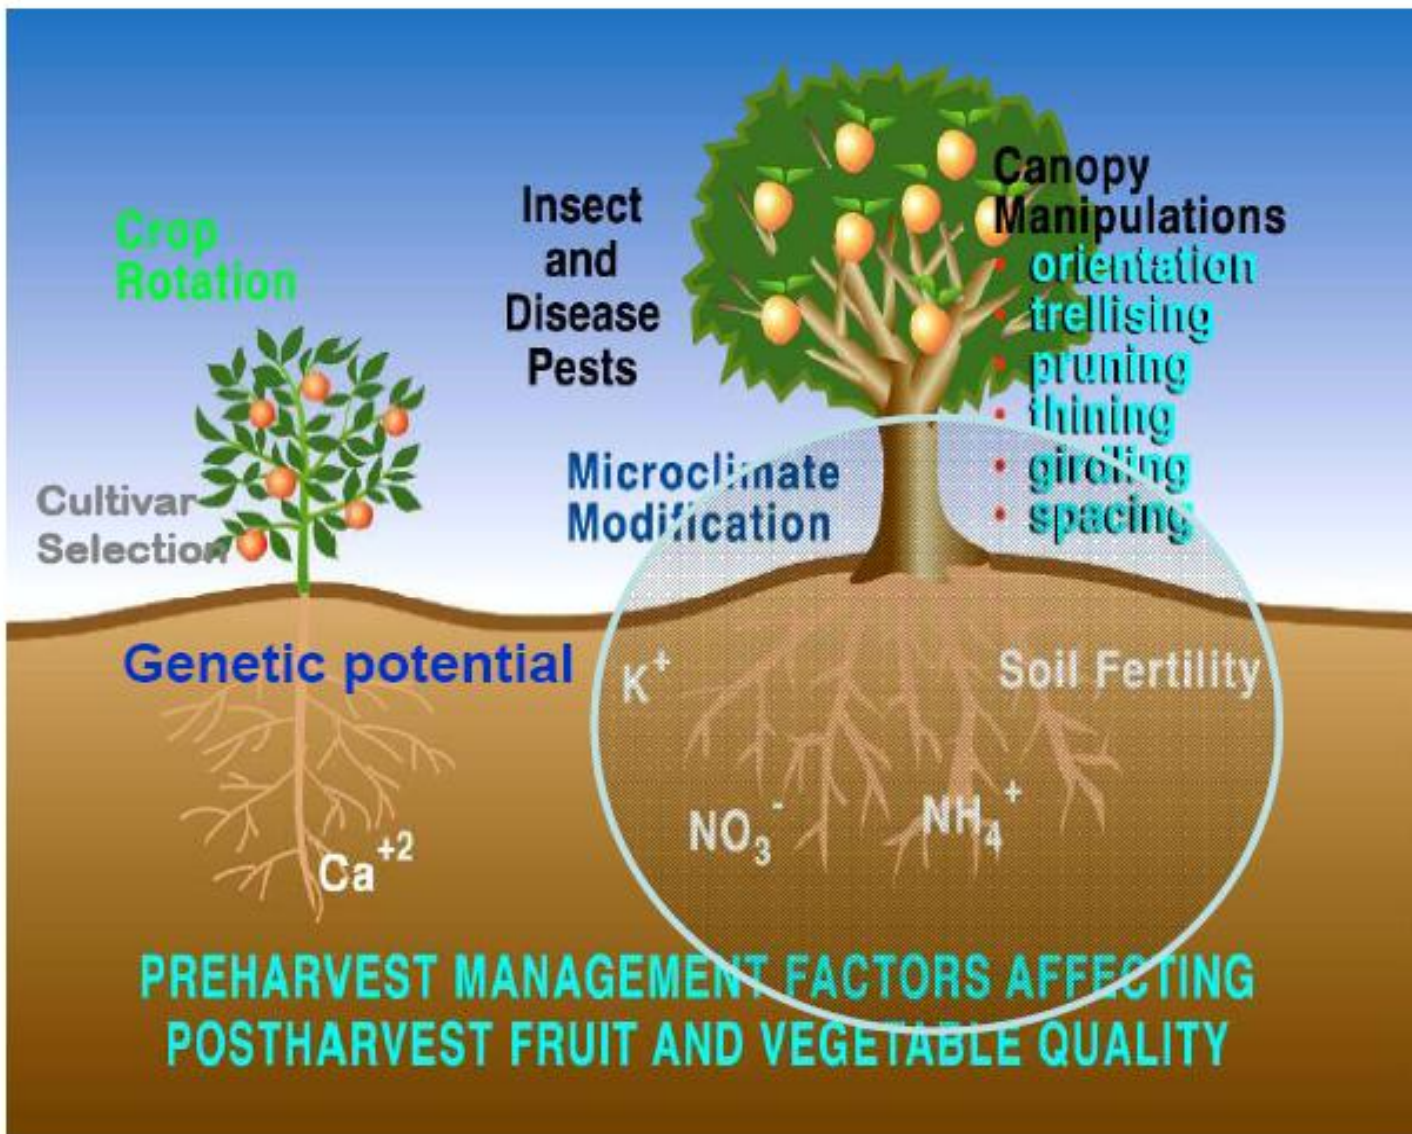 Crop
Rotation
Insect
and
Disease
Pests
Canopy
Manipulations
• orientation
• trellising
• pruning
• thining
• girdling
• spacing
Cultivar
Selection
Microclimate
Modification
Genetic potential
K+
Soil Fertility
NO3-
NH4+
Ca+2
PREHARVEST MANAGEMENT FACTORS AFFECTING
POSTHARVEST FRUIT AND VEGETABLE QUALITY